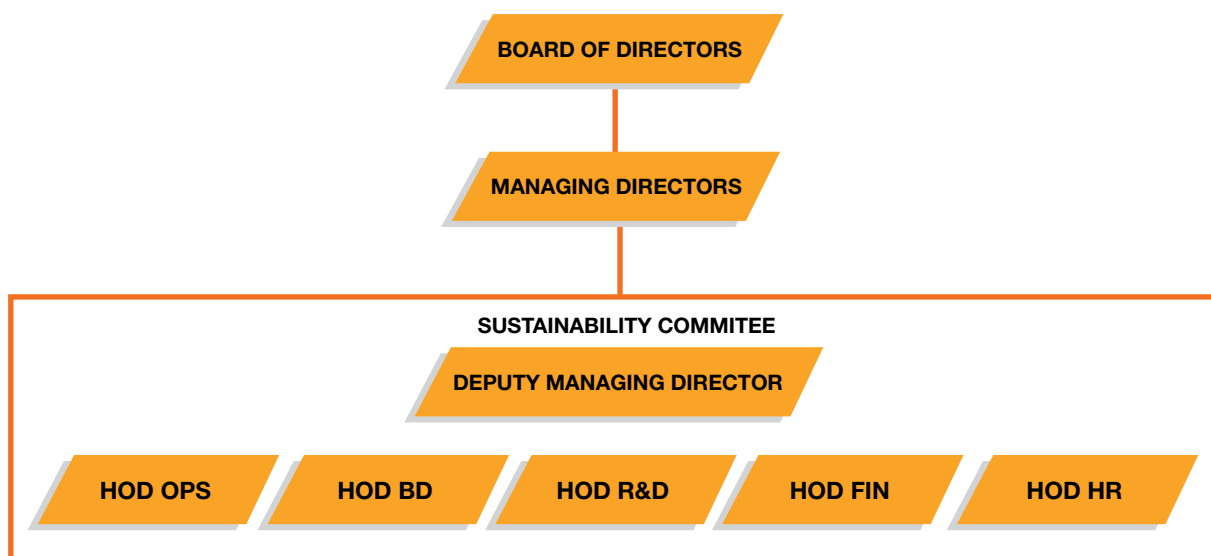 BOARD OF DIRECTORS
MANAGING DIRECTORS
SUSTAINABILITY COMMITEE
DEPUTY MANAGING DIRECTOR
HOD OPS
HOD BD
HOD R&D
HOD FIN
HOD HR